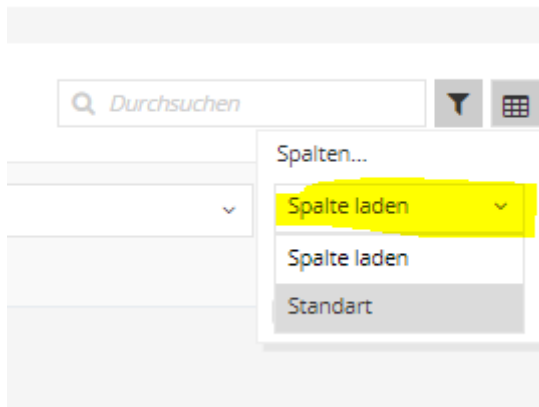 Durchsuchen
Spalten...
Spalte laden
Spalte laden
Standart